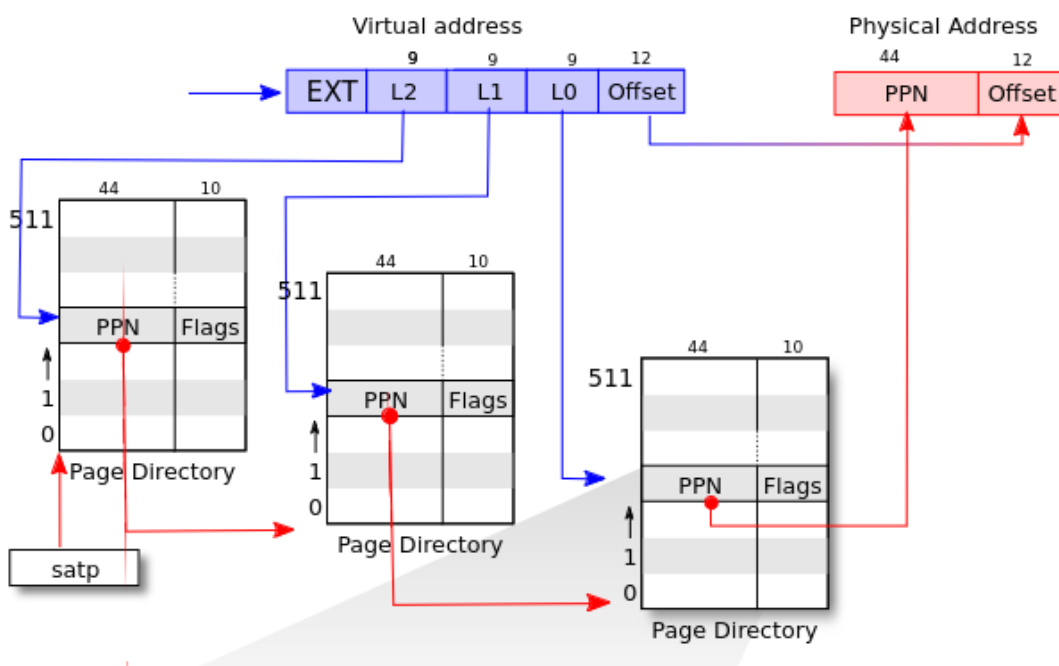 Virtual address
Physical Address
9 9 9 12
44 12
EXT L2 L1 L0 Offset
PPN Offset
44 10
511
PPN Flags
1
0
Page Directory
satp
44 10
511
PPN Flags
1
0
Page Directory
44 10
511
PPN Flags
1
0
Page Directory